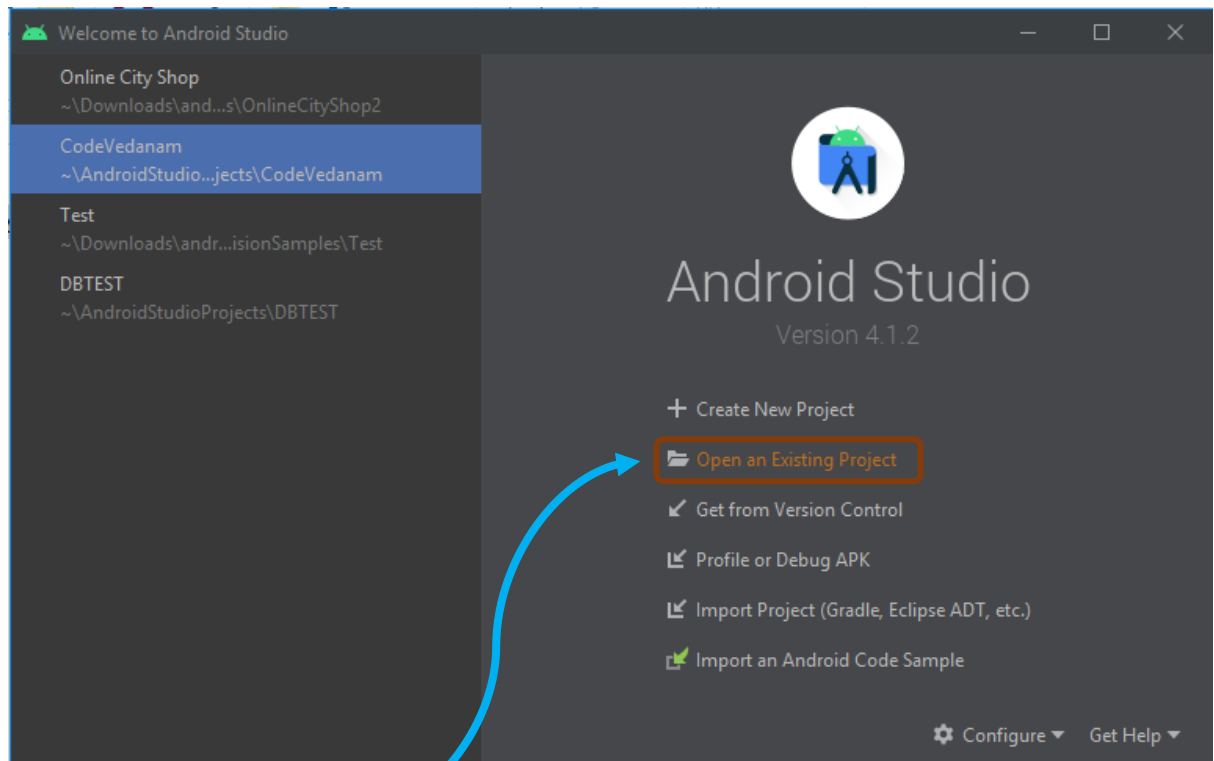 Welcome to Android Studio
Online City Shop
~\Downloads\and...s\OnlineCityShop2
CodeVedanam
~\AndroidStudio...jects\CodeVedanam
Test
~\Downloads\andr...isionSamples\Test
DBTEST
~\AndroidStudioProjects\DBTEST
Android Studio
Version 4.1.2
Create New Project
Open an Existing Project
Get from Version Control
Profile or Debug APK
Import Project (Gradle, Eclipse ADT, etc.)
Import an Android Code Sample
Configure
Get Help